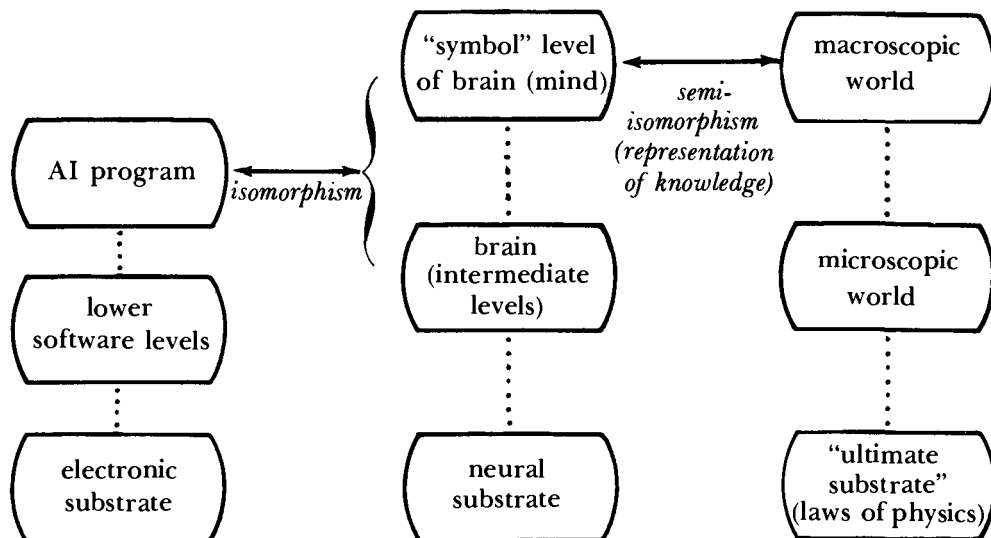 “symbol” level
of brain (mind)
macroscopic
world
semi-
isomorphism
(representation
of knowledge)
AI program
isomorphism
brain
(intermediate
levels)
microscopic
world
lower
software levels
electronic
substrate
neural
substrate
“ultimate
substrate”
(laws of physics)